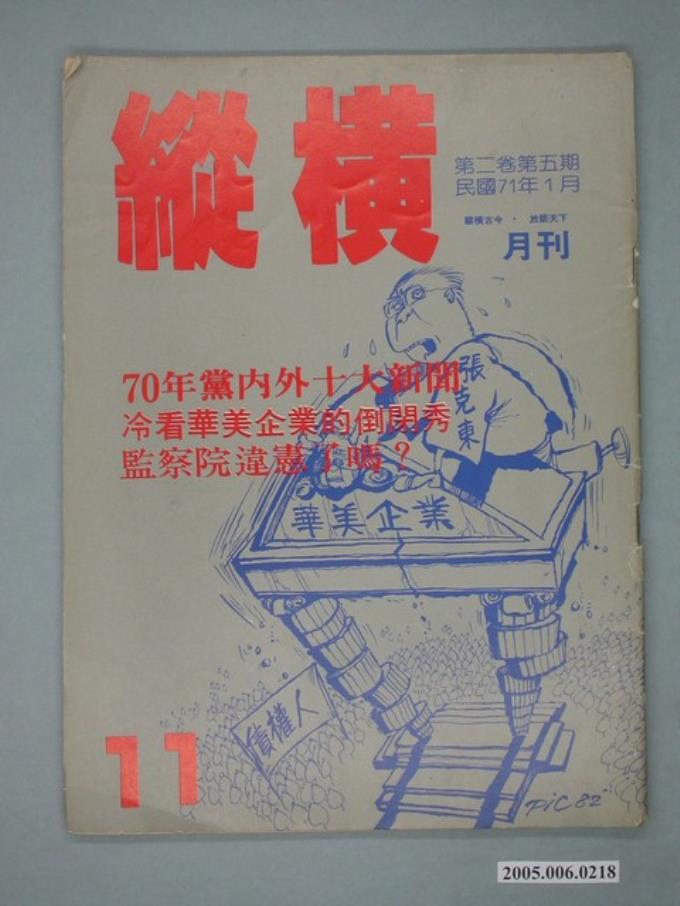 縱橫
第二卷第五期
民國71年1月
縱橫古今 · 放眼天下
月刊
70年黨內外十大新聞
冷看華美企業的倒閉秀
監察院違憲了嗎？
張克東
華美企業
債權人
11
PiC 82
2005.006.0218